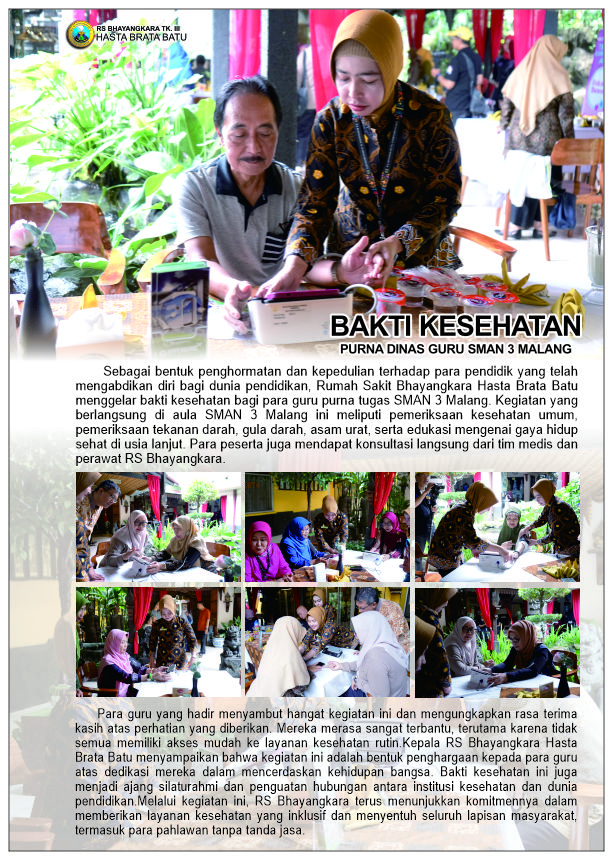 RS BHAYANGKARA TK. III
HASTA BRATA BATU
BAKTI KESEHATAN
PURNA DINAS GURU SMAN 3 MALANG
Sebagai bentuk penghormatan dan kepedulian terhadap para pendidik yang telah
mengabdikan diri bagi dunia pendidikan, Rumah Sakit Bhayangkara Hasta Brata Batu
menggelar bakti kesehatan bagi para guru purna tugas SMAN 3 Malang. Kegiatan yang
berlangsung di aula SMAN 3 Malang ini meliputi pemeriksaan kesehatan umum,
pemeriksaan tekanan darah, gula darah, asam urat, serta edukasi mengenai gaya hidup
sehat di usia lanjut. Para peserta juga mendapat konsultasi langsung dari tim medis dan
perawat RS Bhayangkara.
Para guru yang hadir menyambut hangat kegiatan ini dan mengungkapkan rasa terima
kasih atas perhatian yang diberikan. Mereka merasa sangat terbantu, terutama karena tidak
semua memiliki akses mudah ke layanan kesehatan rutin.Kepala RS Bhayangkara Hasta
Brata Batu menyampaikan bahwa kegiatan ini adalah bentuk penghargaan kepada para guru
atas dedikasi mereka dalam mencerdaskan kehidupan bangsa. Bakti kesehatan ini juga
menjadi ajang silaturahmi dan penguatan hubungan antara institusi kesehatan dan dunia
pendidikan.Melalui kegiatan ini, RS Bhayangkara terus menunjukkan komitmennya dalam
memberikan layanan kesehatan yang inklusif dan menyentuh seluruh lapisan masyarakat,
termasuk para pahlawan tanpa tanda jasa.